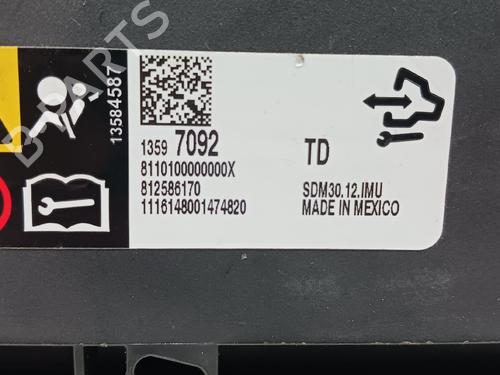 B-PARTS
13584587
1359 7092
8110100000000X
812586170
1116148001474820
TD
SDM30.12.IMU
MADE IN MEXICO